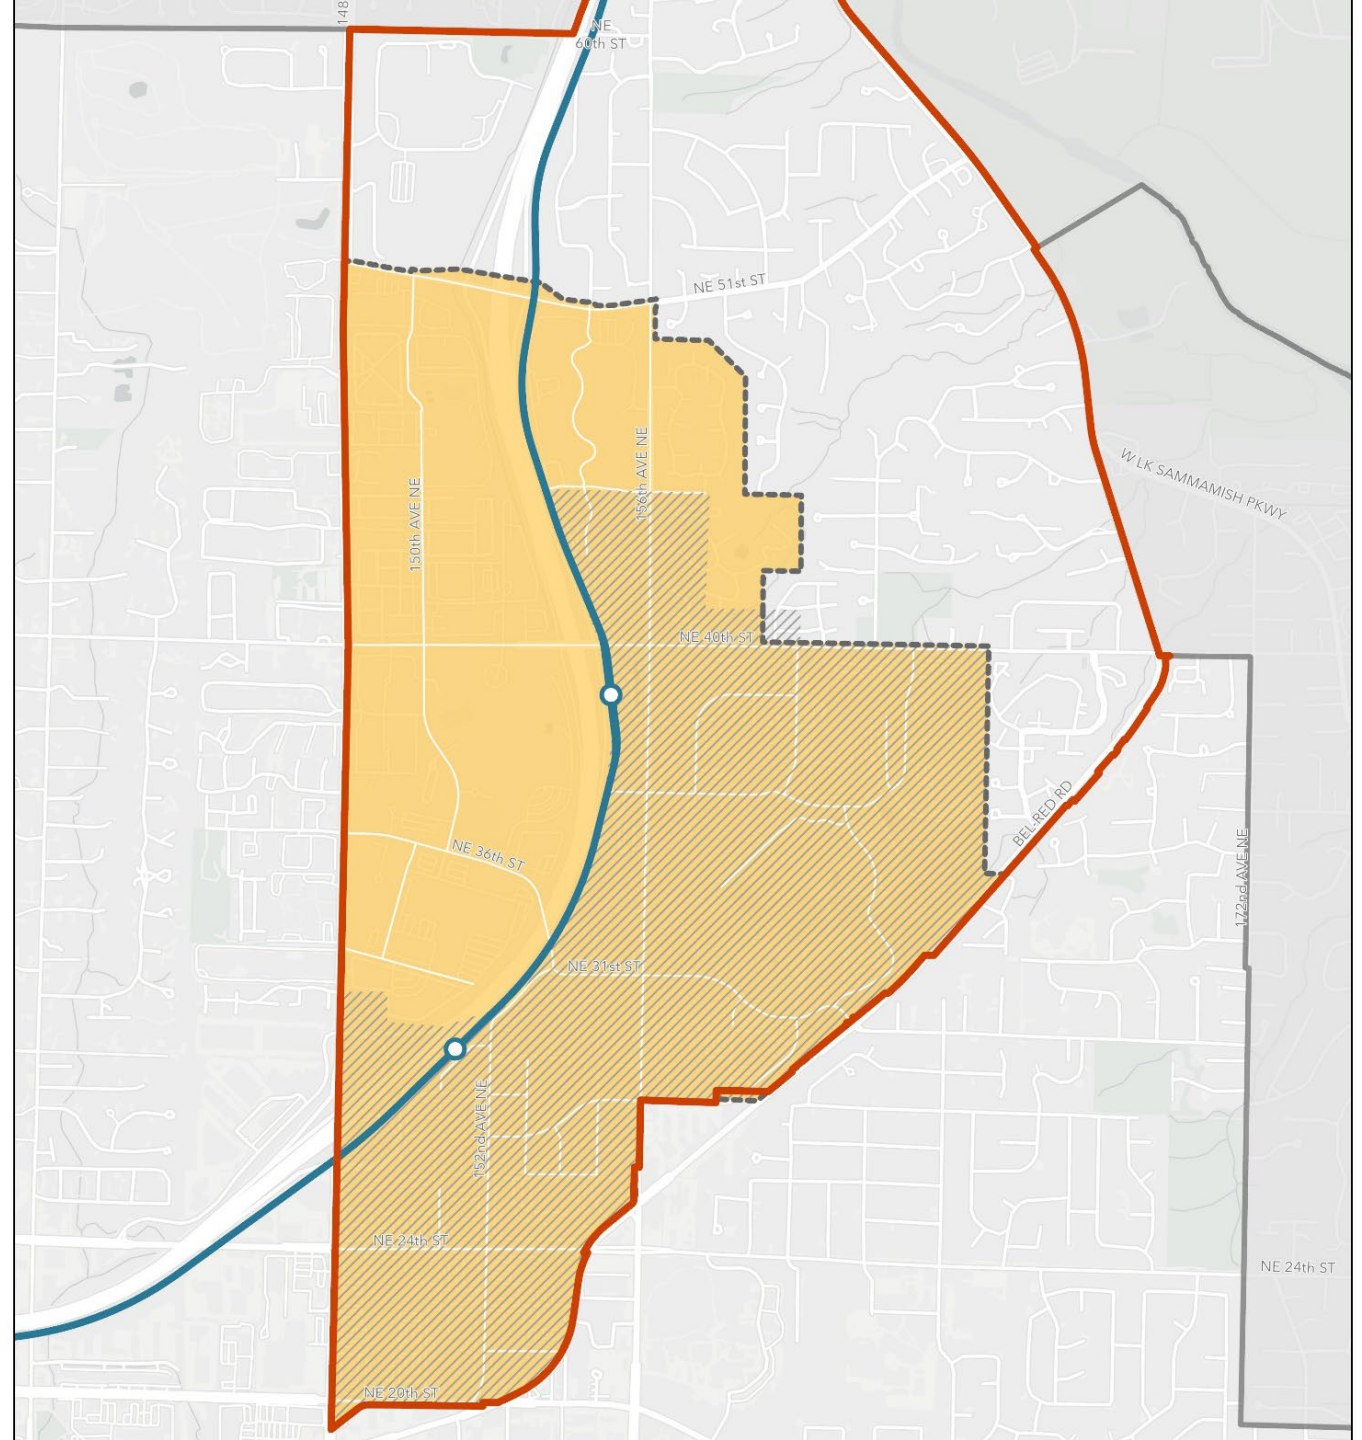 148
NE
60th ST
NE 51st ST
156th AVE NE
W LK SAMMAMISH PKWY
150th AVE NE
NE 40th ST
BEL-RED RD
NE 36th ST
172nd AVE NE
NE 31st ST
152nd AVE NE
NE 24th ST
NE 24th ST
NE 20th ST